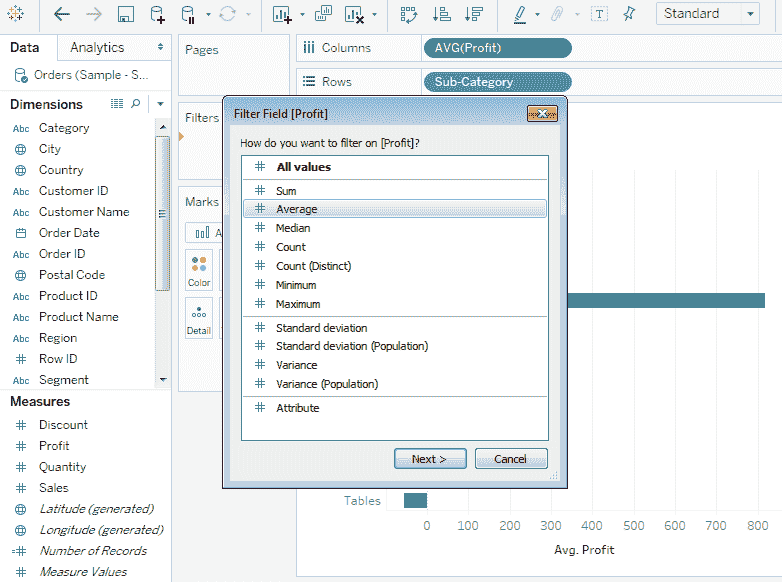 Standard
Data
Analytics
Orders (Sample - S...
Dimensions
Abc Category
City
Country
Abc Customer ID
Abc Customer Name
Order Date
Abc Order ID
Postal Code
Abc Product ID
Abc Product Name
Abc Region
# Row ID
Abc Segment
Measures
# Discount
# Profit
# Quantity
# Sales
Latitude (generated)
Longitude (generated)
=# Number of Records
# Measure Values
Pages
Filters
Marks
A
Color
Detail
Columns
AVG(Profit)
Rows
Sub-Category
Filter Field [Profit]
How do you want to filter on [Profit]?
# All values
# Sum
# Average
# Median
# Count
# Count (Distinct)
# Minimum
# Maximum
# Standard deviation
# Standard deviation (Population)
# Variance
# Variance (Population)
# Attribute
Next >
Cancel
Tables
0 100 200 300 400 500 600 700 800
Avg. Profit